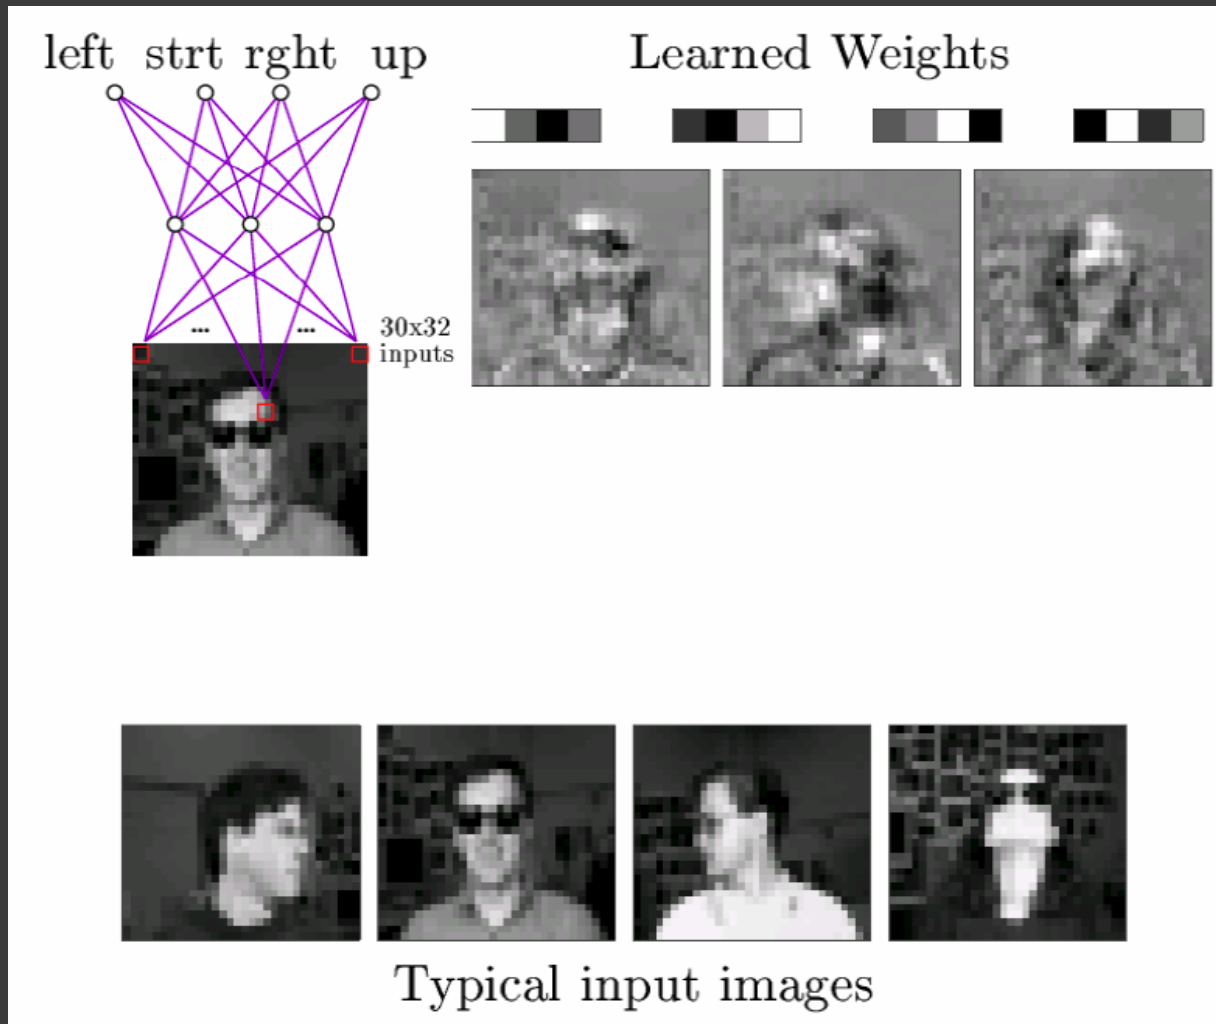 left strt rght up
Learned Weights
...
...
30x32
inputs
Typical input images